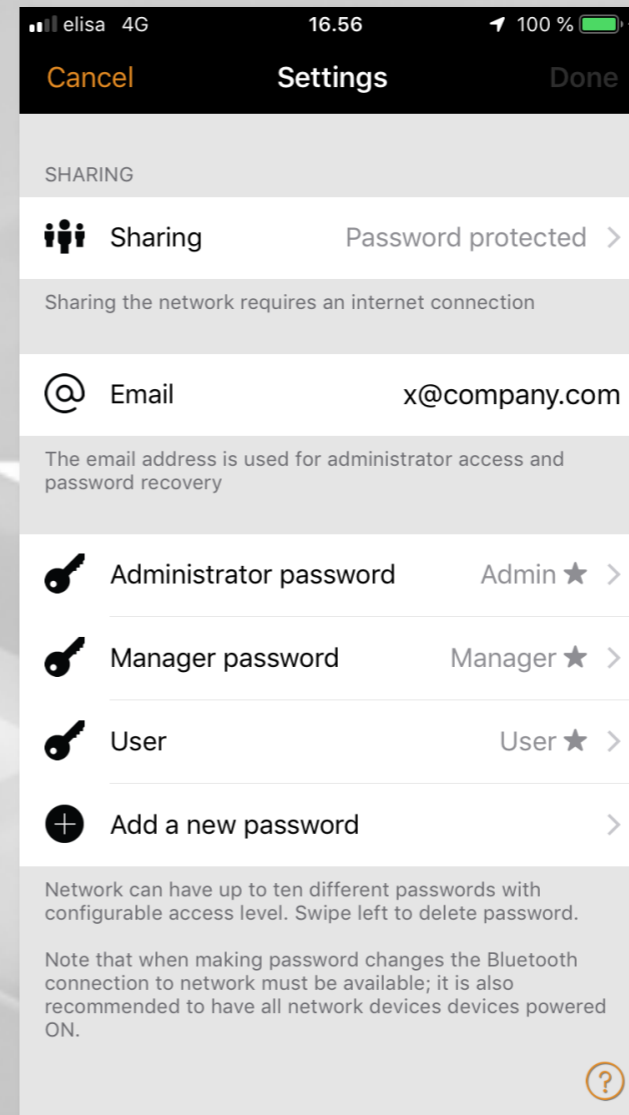 elisa 4G 16.56 100 %
Cancel Settings Done
SHARING
Sharing Password protected
Sharing the network requires an internet connection
Email x@company.com
The email address is used for administrator access and
password recovery
Administrator password Admin ★
Manager password Manager ★
User User ★
Add a new password
Network can have up to ten different passwords with
configurable access level. Swipe left to delete password.
Note that when making password changes the Bluetooth
connection to network must be available; it is also
recommended to have all network devices devices powered
ON.
?